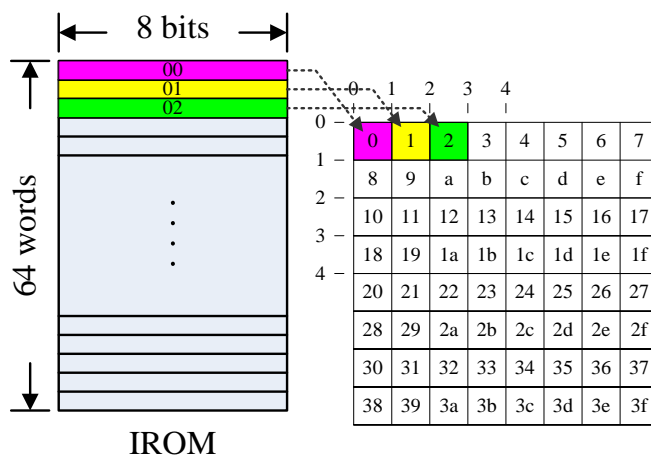 8 bits
00
01
02
64 words
IROM
0 1 2 3 4
0
1
2
3
4
0 1 2 3 4 5 6 7
8 9 a b c d e f
10 11 12 13 14 15 16 17
18 19 1a 1b 1c 1d 1e 1f
20 21 22 23 24 25 26 27
28 29 2a 2b 2c 2d 2e 2f
30 31 32 33 34 35 36 37
38 39 3a 3b 3c 3d 3e 3f